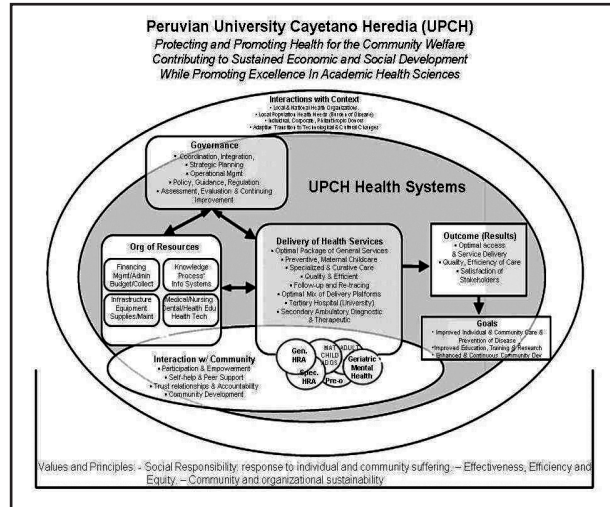 Peruvian University Cayetano Heredia (UPCH)
Protecting and Promoting Health for the Community Welfare
Contributing to Sustained Economic and Social Development
While Promoting Excellence In Academic Health Sciences
Interactions with Context
• Local & National Health Organizations
• Local Population Health Needs (Burden of Disease)
• Individual, Corporate, Philanthropic Donors
• Adaptive Transition to Technological & Cultural Changes
Governance
• Coordination, Integration,
Strategic Planning
• Operational Mgmt
• Policy, Guidance, Regulation
• Assessment, Evaluation & Continuing
Improvement
UPCH Health Systems
Org of Resources
Financing
Mgmt/Admin
Budget/Collect
Knowledge
Process'
Info Systems
Infrastructure
Equipment
Supplies/Maint
Medical/Nursing
Dental/Health Edu
Health Tech
Delivery of Health Services
• Optimal Package of General Services
• Preventive, Maternal Childcare
• Specialized & Curative Care
• Quality & Efficient
• Follow-up and Re-tracing
• Optimal Mix of Delivery Platforms
• Tertiary Hospital (University)
• Secondary Ambulatory Diagnostic
& Therapeutic
Outcome (Results)
• Optimal access
& Service Delivery
• Quality, Efficiency of Care
• Satisfaction of
Stakeholders
Goals
• Improved Individual & Community Care &
Prevention of Disease
• Improved Education, Training & Research
• Enhanced & Continuous Community Dev
Interaction w/ Community
• Participation & Empowerment
• Self-help & Peer Support
• Trust relationships & Accountability
• Community Development
Gen.
HRA
MAT
CHILD
ADOS
ADULT
Geriatric
Mental
Health
Spec.
HRA
Pre-o
Values and Principles: - Social Responsibility: response to individual and community suffering. – Effectiveness, Efficiency and
Equity. – Community and organizational sustainability